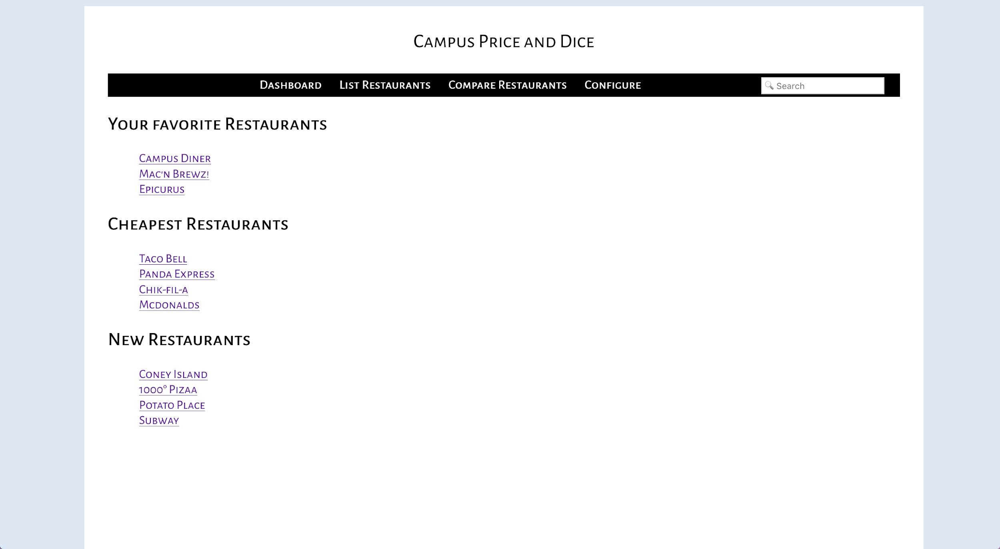 Campus Price and Dice
Dashboard List Restaurants Compare Restaurants Configure Search
Your favorite Restaurants
Campus Diner
Mac'n Brewz!
Epicurus
Cheapest Restaurants
Taco Bell
Panda Express
Chik-fil-a
Mcdonalds
New Restaurants
Coney Island
1000° Pizaa
Potato Place
Subway